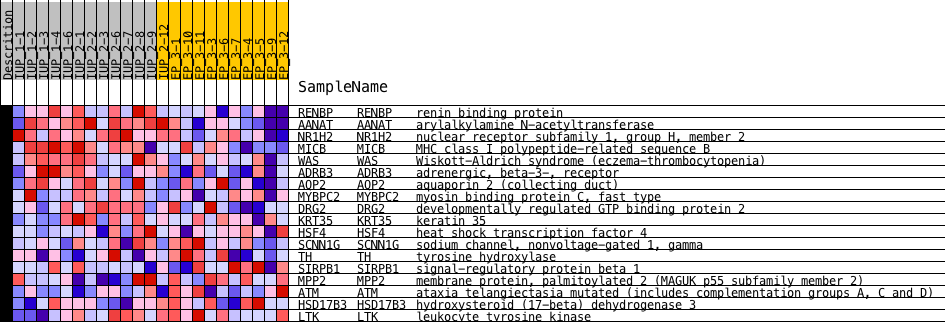 Descrition
IUP_1-1
IUP_1-2
IUP_1-3
IUP_1-4
IUP_1-6
IUP_2-1
IUP_2-2
IUP_2-3
IUP_2-6
IUP_2-7
IUP_2-8
IUP_2-9
IUP_2-12
EP_3-1
EP_3-10
EP_3-11
EP_3-3
EP_3-6
EP_3-7
EP_3-4
EP_3-5
EP_3-9
EP_3-12
SampleName
RENBP RENBP renin binding protein
AANAT AANAT arylalkylamine N-acetyltransferase
NR1H2 NR1H2 nuclear receptor subfamily 1, group H, member 2
MICB MICB MHC class I polypeptide-related sequence B
WAS WAS Wiskott-Aldrich syndrome (eczema-thrombocytopenia)
ADRB3 ADRB3 adrenergic, beta-3-, receptor
AQP2 AQP2 aquaporin 2 (collecting duct)
MYBPC2 MYBPC2 myosin binding protein C, fast type
DRG2 DRG2 developmentally regulated GTP binding protein 2
KRT35 KRT35 keratin 35
HSF4 HSF4 heat shock transcription factor 4
SCNN1G SCNN1G sodium channel, nonvoltage-gated 1, gamma
TH TH tyrosine hydroxylase
SIRPB1 SIRPB1 signal-regulatory protein beta 1
MPP2 MPP2 membrane protein, palmitoylated 2 (MAGUK p55 subfamily member 2)
ATM ATM ataxia telangiectasia mutated (includes complementation groups A, C and D)
HSD17B3 HSD17B3 hydroxysteroid (17-beta) dehydrogenase 3
LTK LTK leukocyte tyrosine kinase